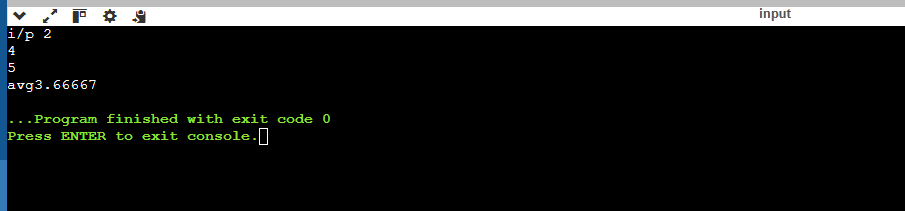 input
i/p 2
4
5
avg3.66667
...Program finished with exit code 0
Press ENTER to exit console.